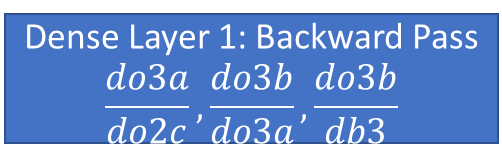 Dense Layer 1: Backward Pass
do3a/do2c, do3b/do3a, do3b/db3